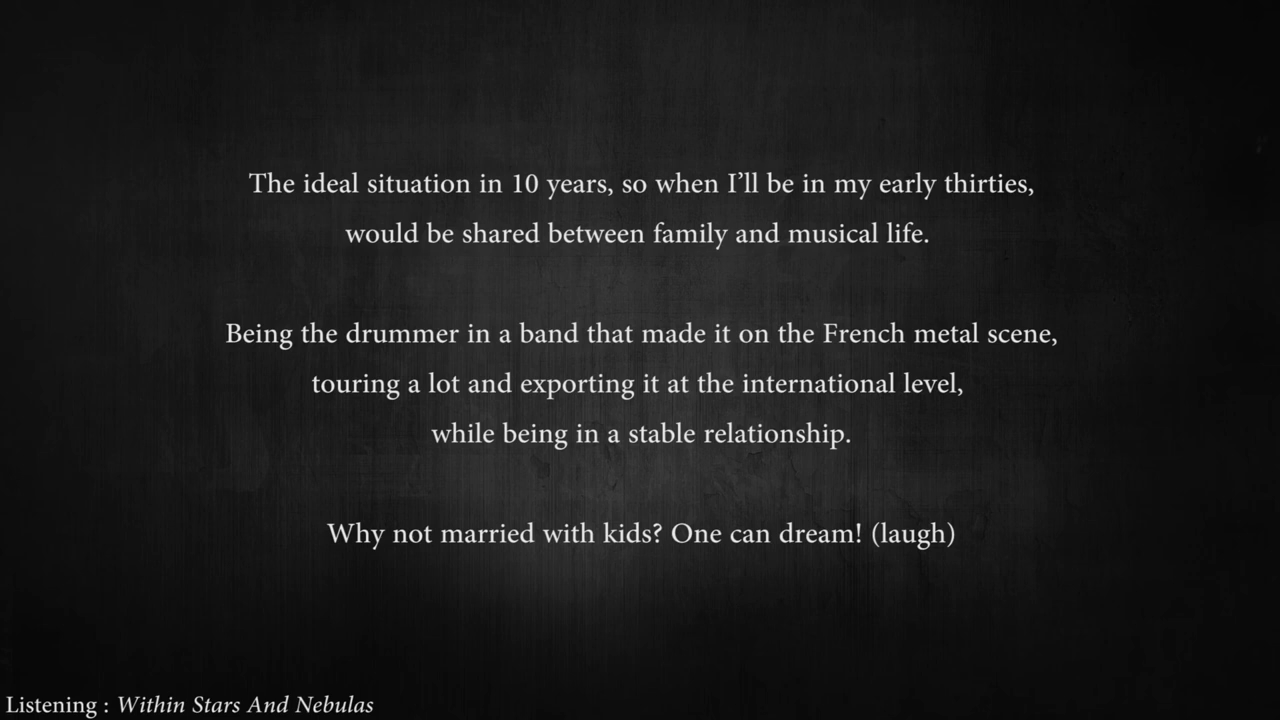 The ideal situation in 10 years, so when I’ll be in my early thirties,
would be shared between family and musical life.
Being the drummer in a band that made it on the French metal scene,
touring a lot and exporting it at the international level,
while being in a stable relationship.
Why not married with kids? One can dream! (laugh)
Listening : Within Stars And Nebulas